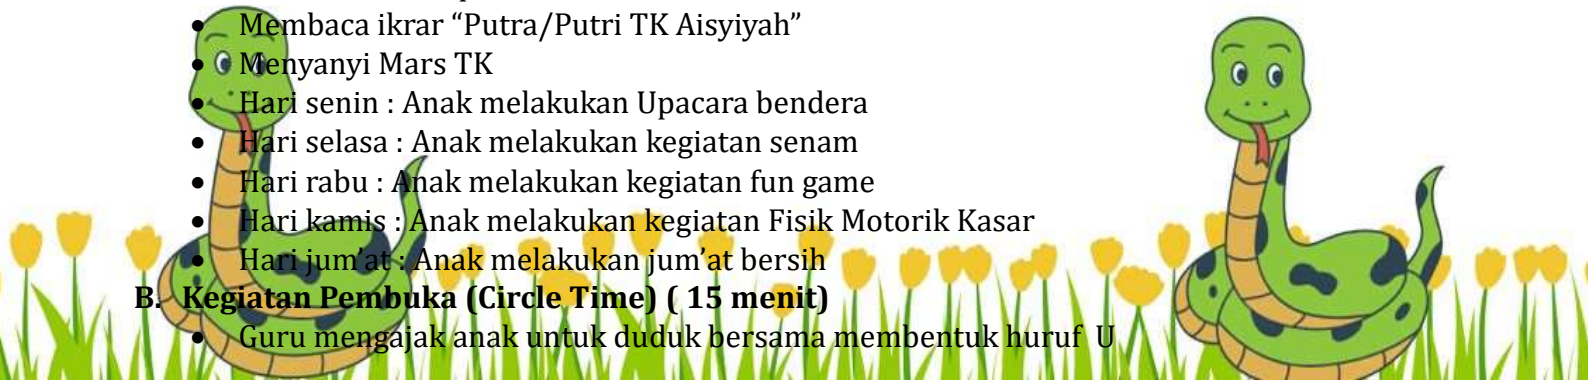 • Membaca ikrar “Putra/Putri TK Aisyiyah”
• Menyanyi Mars TK
• Hari senin : Anak melakukan Upacara bendera
• Hari selasa : Anak melakukan kegiatan senam
• Hari rabu : Anak melakukan kegiatan fun game
• Hari kamis : Anak melakukan kegiatan Fisik Motorik Kasar
• Hari jum’at : Anak melakukan jum’at bersih
B. Kegiatan Pembuka (Circle Time) ( 15 menit)
• Guru mengajak anak untuk duduk bersama membentuk huruf U